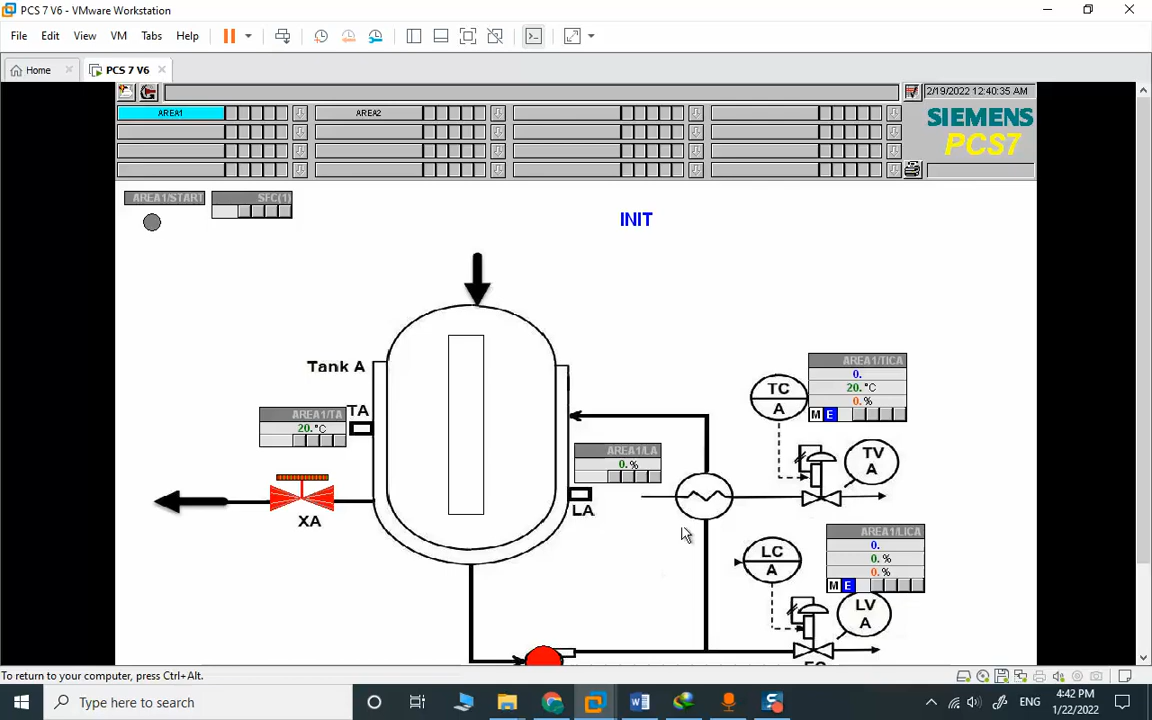 PCS 7 V6 - VMware Workstation
File Edit View VM Tabs Help
Home PCS 7 V6
2/19/2022 12:40:35 AM
AREA1 AREA2
SIEMENS
PCS7
AREA1/START SFC(1)
INIT
Tank A
AREA1/TICA
TC
A
0.
20. °C
0. %
M E
AREA1/TA
TA
20. °C
AREA1/LA
0. %
TV
A
LA
XA
AREA1/LICA
LC
A
0.
0. %
0. %
M E
LV
A
To return to your computer, press Ctrl+Alt.
Type here to search
ENG
4:42 PM
1/22/2022